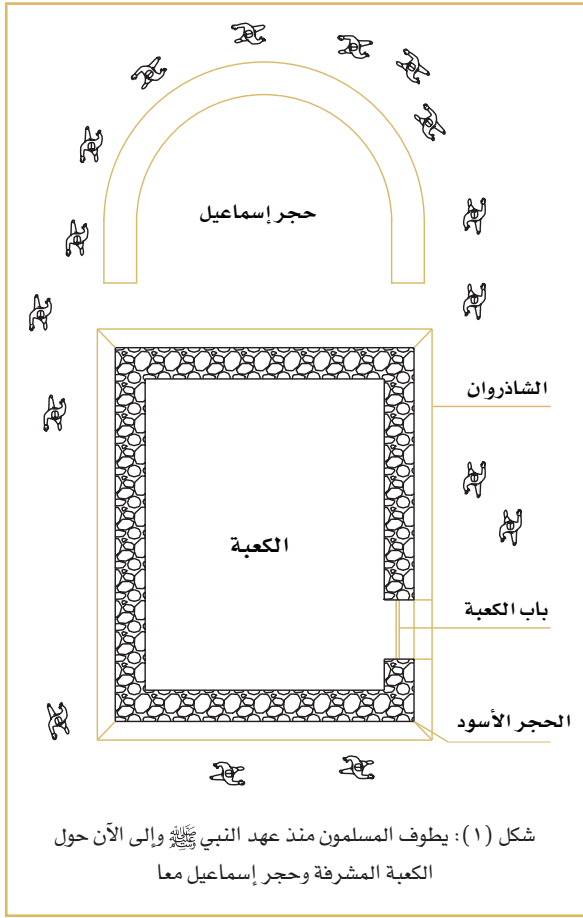 حجر إسماعيل
الشاذروان
الكعبة
باب الكعبة
الحجر الأسود
شكل (١): يطوف المسلمون منذ عهد النبي ﷺ وإلى الآن حول
الكعبة المشرفة وحجر إسماعيل معا